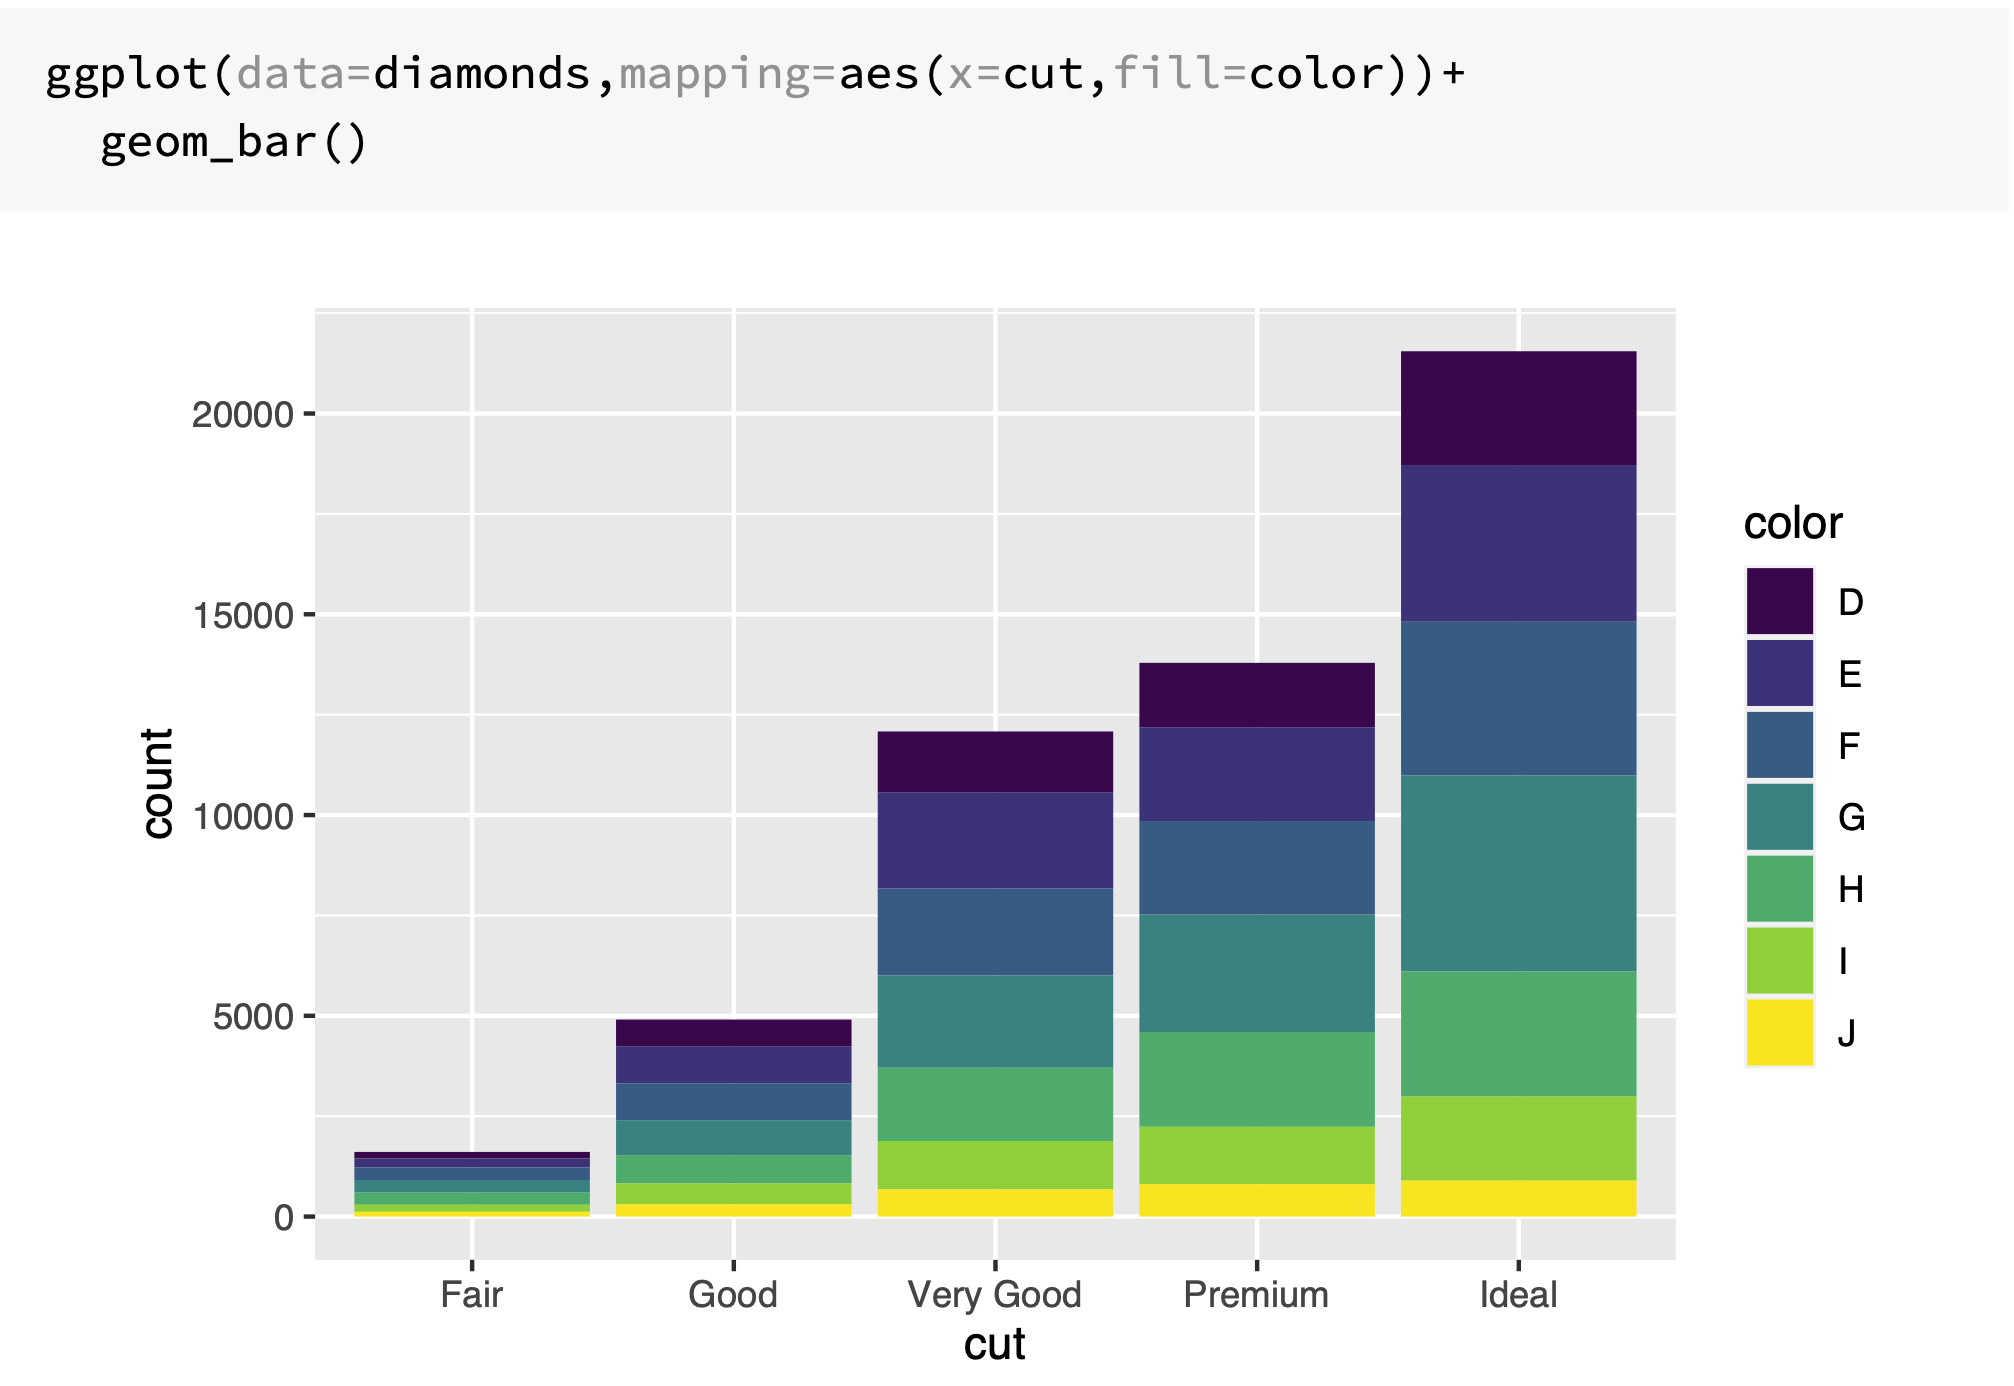 ggplot(data=diamonds,mapping=aes(x=cut,fill=color))+
  geom_bar()
20000
15000
10000
5000
0
count
Fair
Good
Very Good
Premium
Ideal
cut
color
D
E
F
G
H
I
J